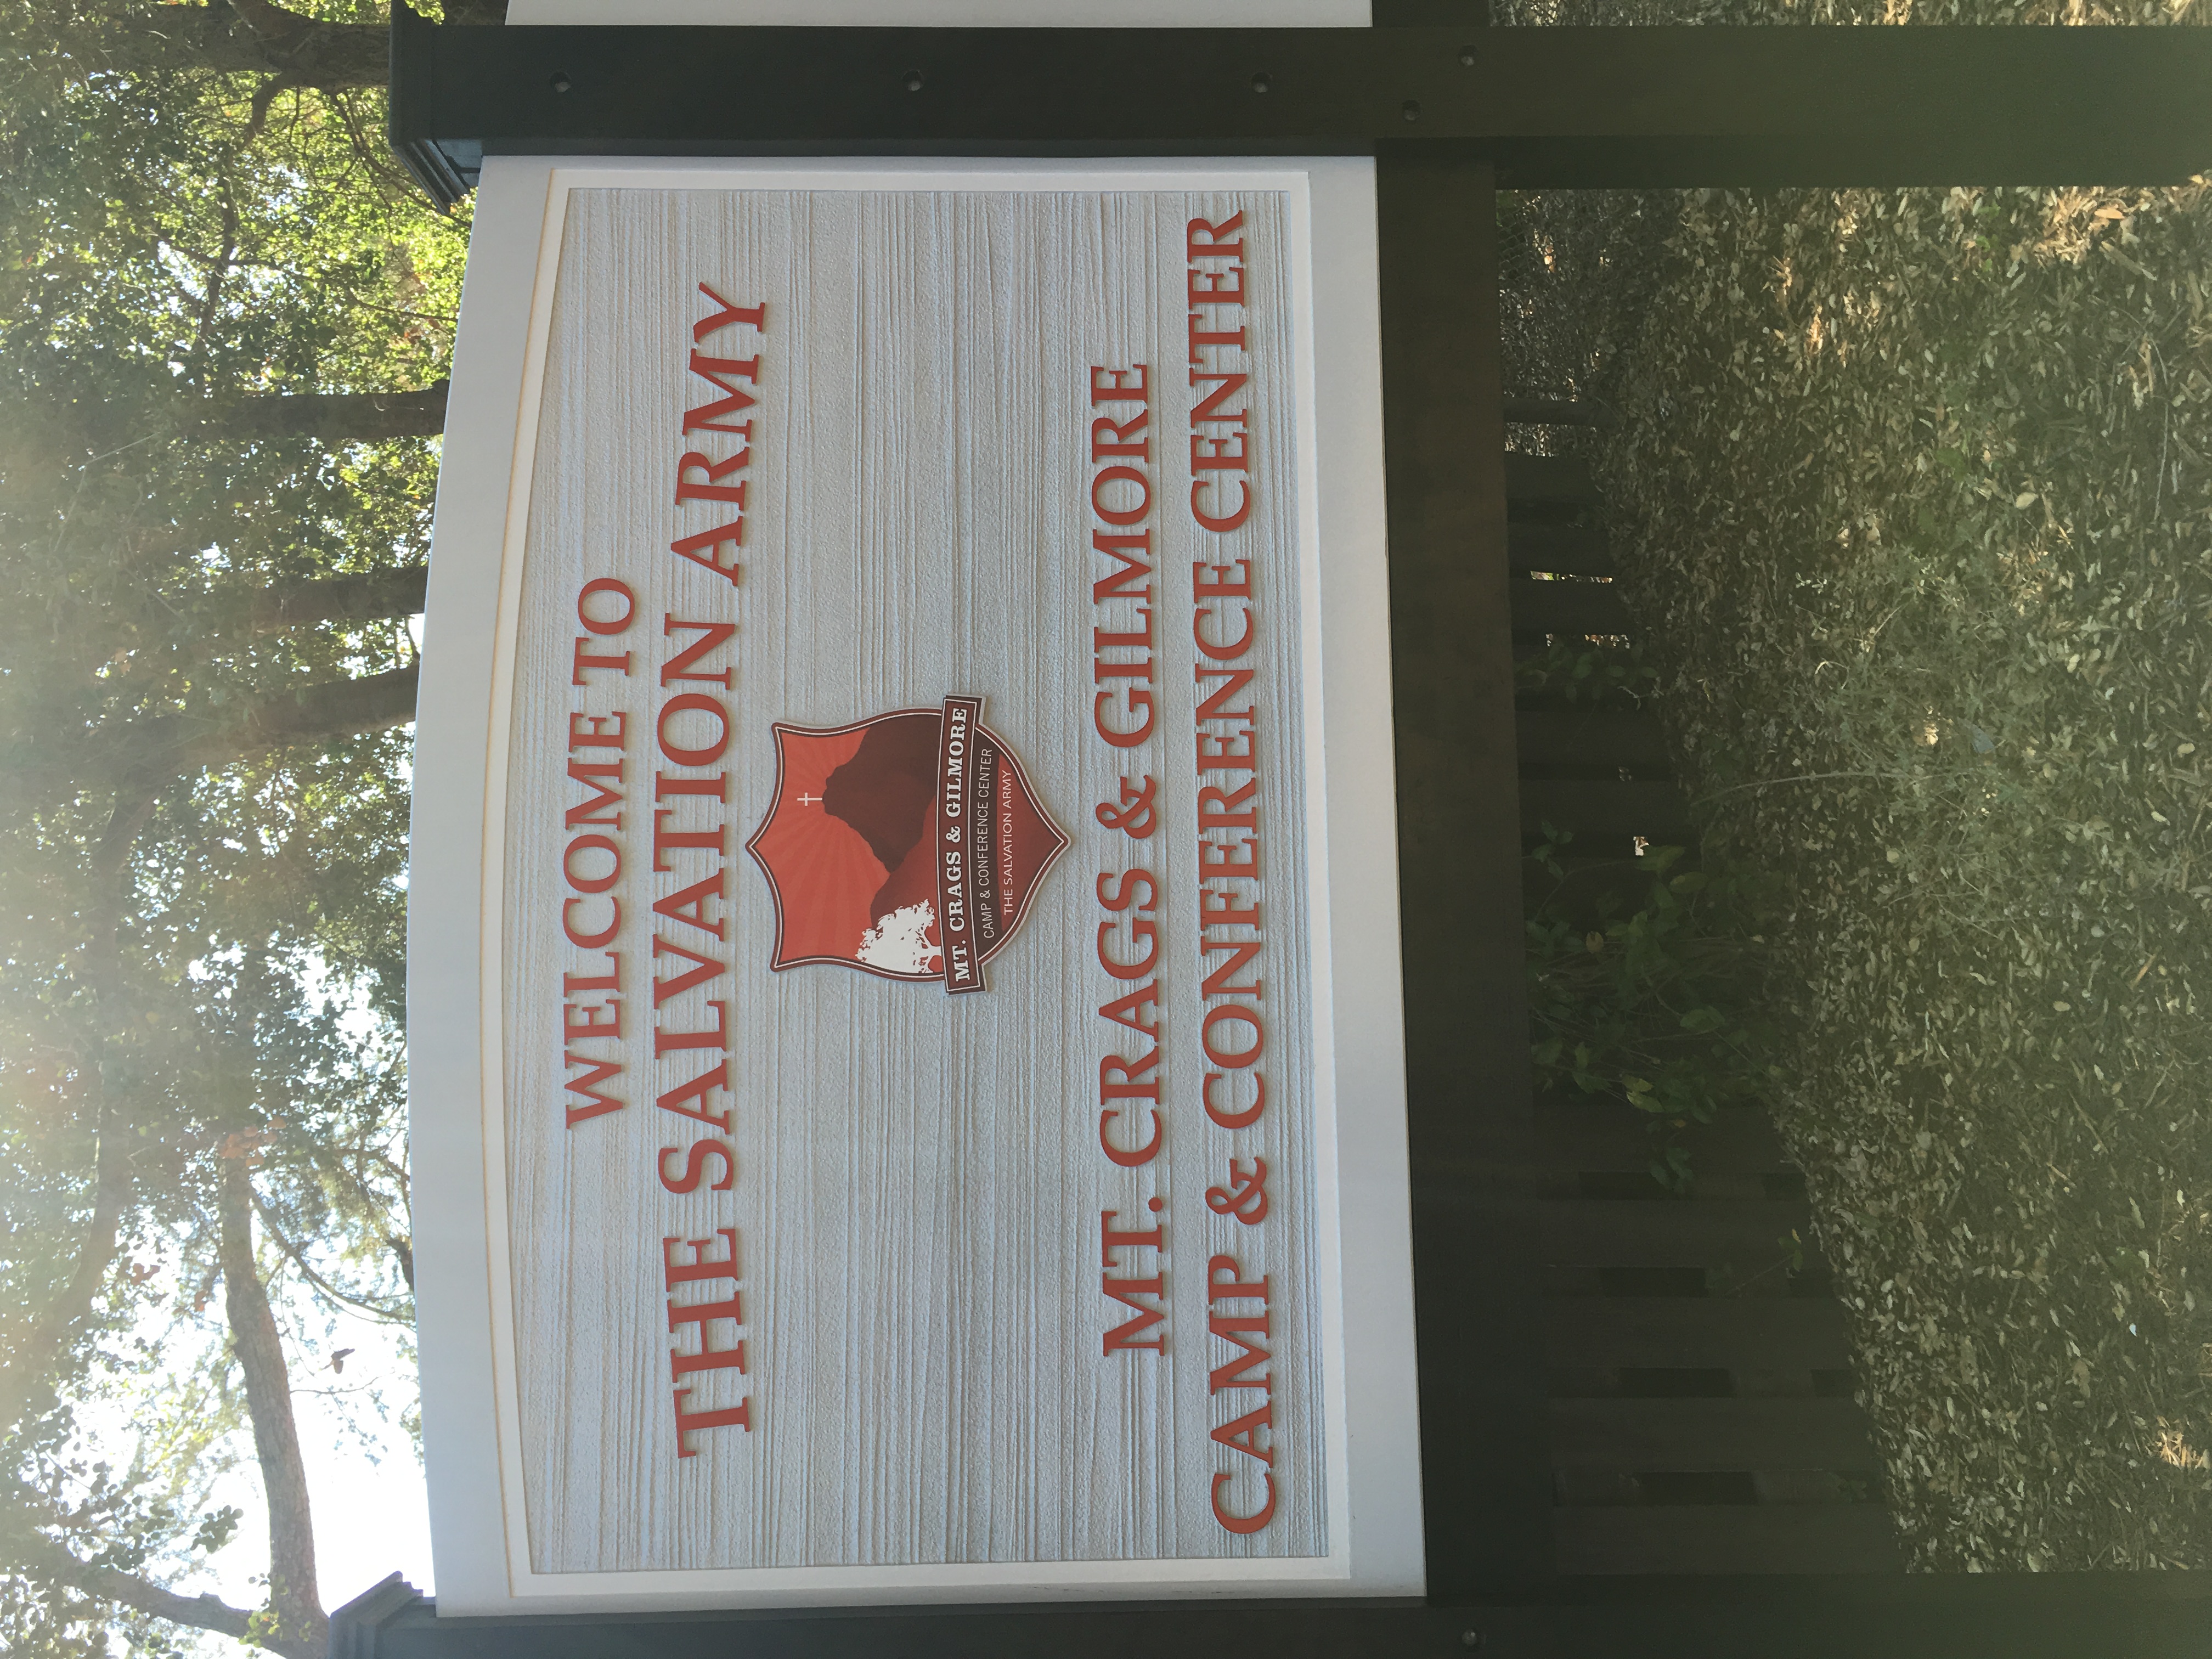 WELCOME TO
THE SALVATION ARMY
MT. CRAGS & GILMORE
CAMP & CONFERENCE CENTER
THE SALVATION ARMY
MT. CRAGS & GILMORE
CAMP & CONFERENCE CENTER